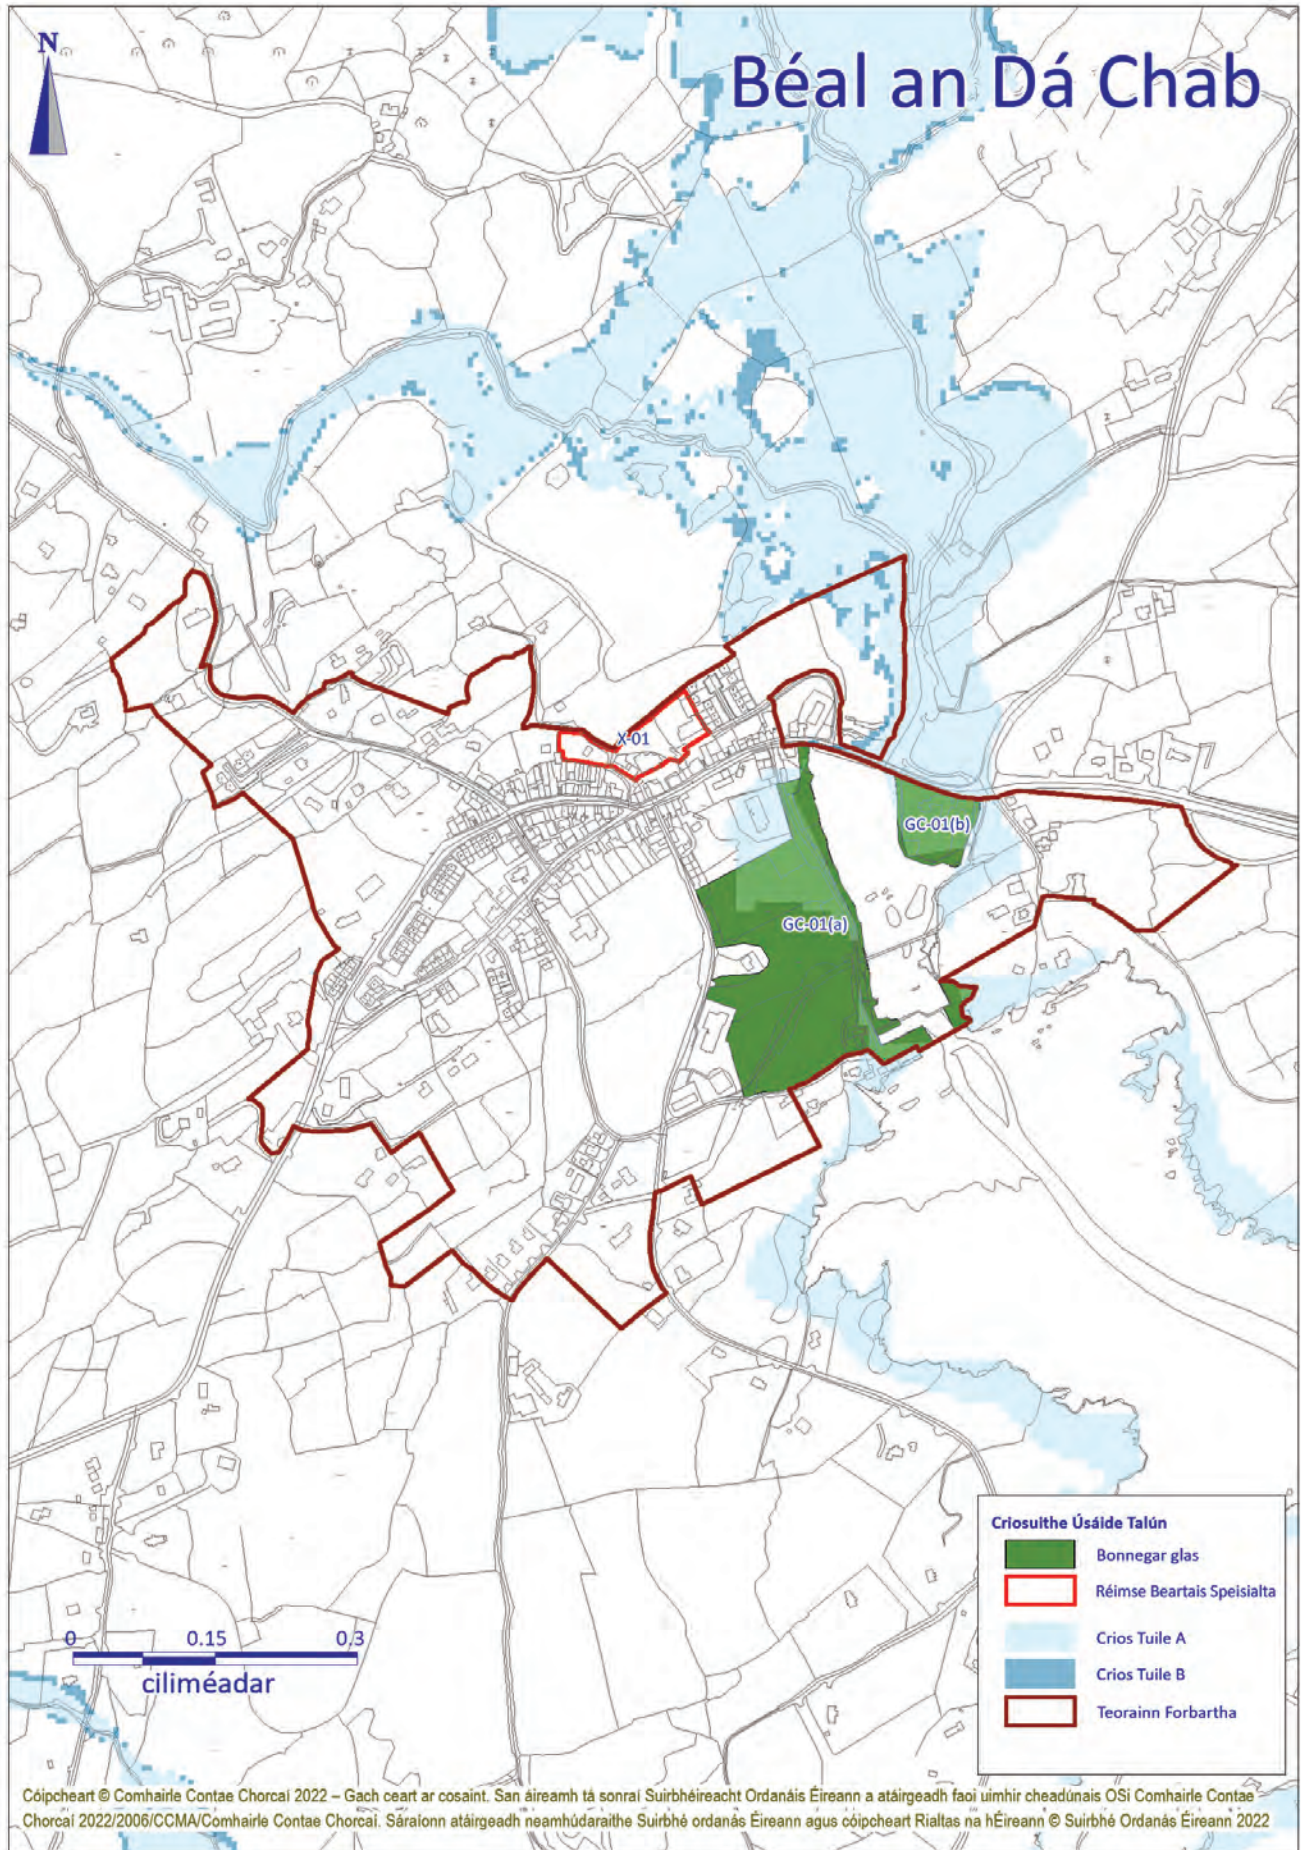 N
Béal an Dá Chab
X-01
GC-01(b)
GC-01(a)
Criosuithe Úsáide Talún
Bonnegar glas
Réimse Beartais Speisialta
Crios Tuile A
Crios Tuile B
Teorainn Forbartha
0 0.15 0.3
ciliméadar
Cóipcheart © Comhairle Contae Chorcaí 2022 – Gach ceart ar cosaint. San áireamh tá sonraí Suirbhéireacht Ordanáis Éireann a atáirgeadh faoi uimhir cheadúnais OSi Comhairle Contae
Chorcaí 2022/2006/CCMA/Comhairle Contae Chorcaí. Sáraíonn atáirgeadh neamhúdaraithe Suirbhé ordanás Éireann agus cóipcheart Rialtas na hÉireann © Suirbhé Ordanás Éireann 2022